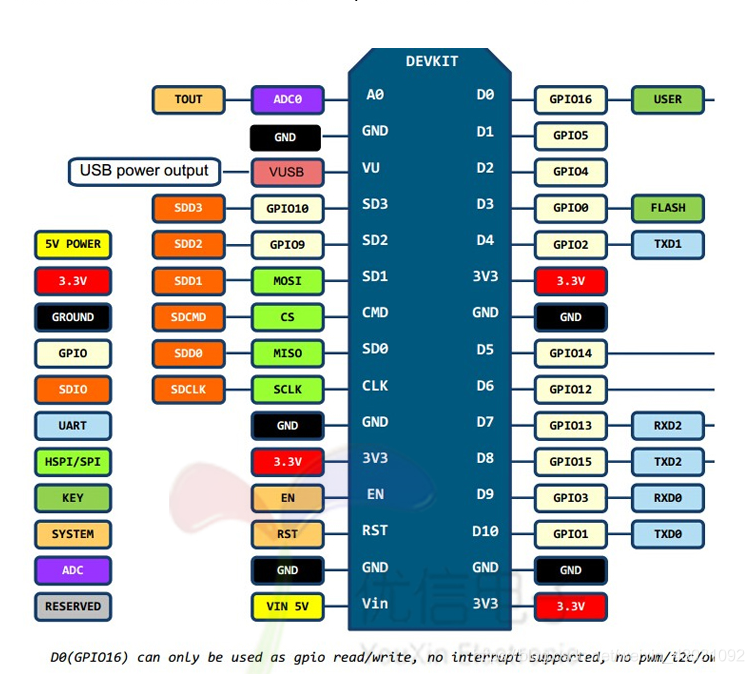 DEVKIT
TOUT ADC0 A0 D0 GPIO16 USER
GND GND D1 GPIO5
USB power output VUSB VU D2 GPIO4
SDD3 GPIO10 SD3 D3 GPIO0 FLASH
5V POWER SDD2 GPIO9 SD2 D4 GPIO2 TXD1
3.3V SDD1 MOSI SD1 3V3 3.3V
GROUND SDCMD CS CMD GND GND
GPIO SDD0 MISO SD0 D5 GPIO14
SDIO SDCLK SCLK CLK D6 GPIO12
UART GND GND D7 GPIO13 RXD2
HSPI/SPI 3.3V 3V3 D8 GPIO15 TXD2
KEY EN EN D9 GPIO3 RXD0
SYSTEM RST RST D10 GPIO1 TXD0
ADC GND GND GND GND
RESERVED VIN 5V Vin 3V3 3.3V
优信电子
YouXin Electronic
D0(GPIO16) can only be used as gpio read/write, no interrupt supported, no pwm/i2c/ow